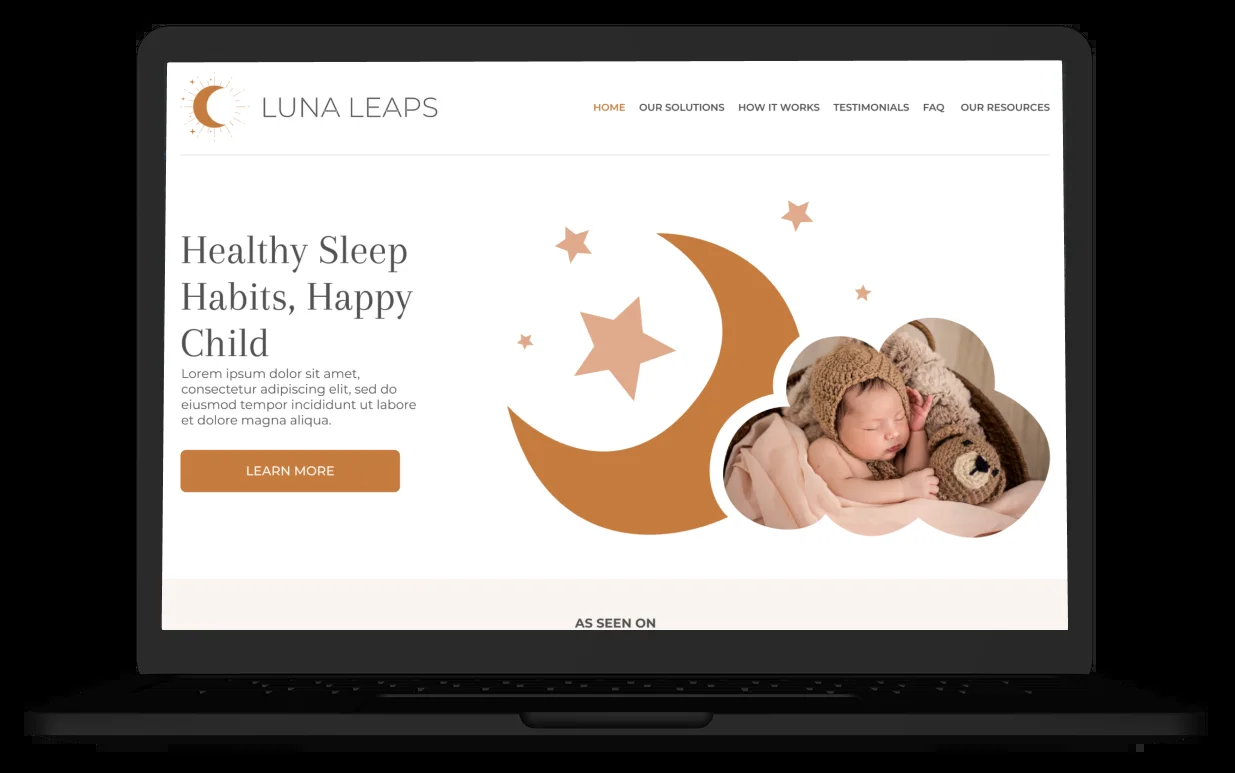 LUNA LEAPS
HOME OUR SOLUTIONS HOW IT WORKS TESTIMONIALS FAQ OUR RESOURCES
Healthy Sleep
Habits, Happy
Child
Lorem ipsum dolor sit amet,
consectetur adipiscing elit, sed do
eiusmod tempor incididunt ut labore
et dolore magna aliqua.
LEARN MORE
AS SEEN ON